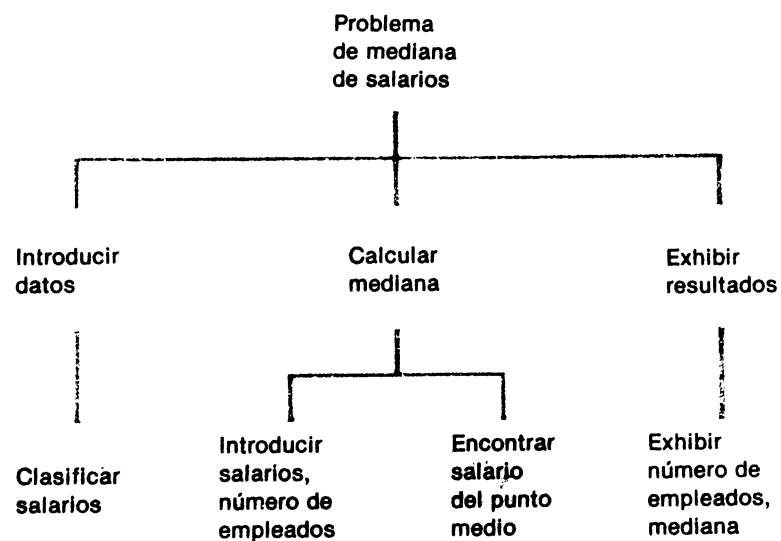 Problema
de mediana
de salarios
Introducir
datos
Calcular
mediana
Exhibir
resultados
Clasificar
salarios
Introducir
salarios,
número de
empleados
Encontrar
salario
del punto
medio
Exhibir
número de
empleados,
mediana